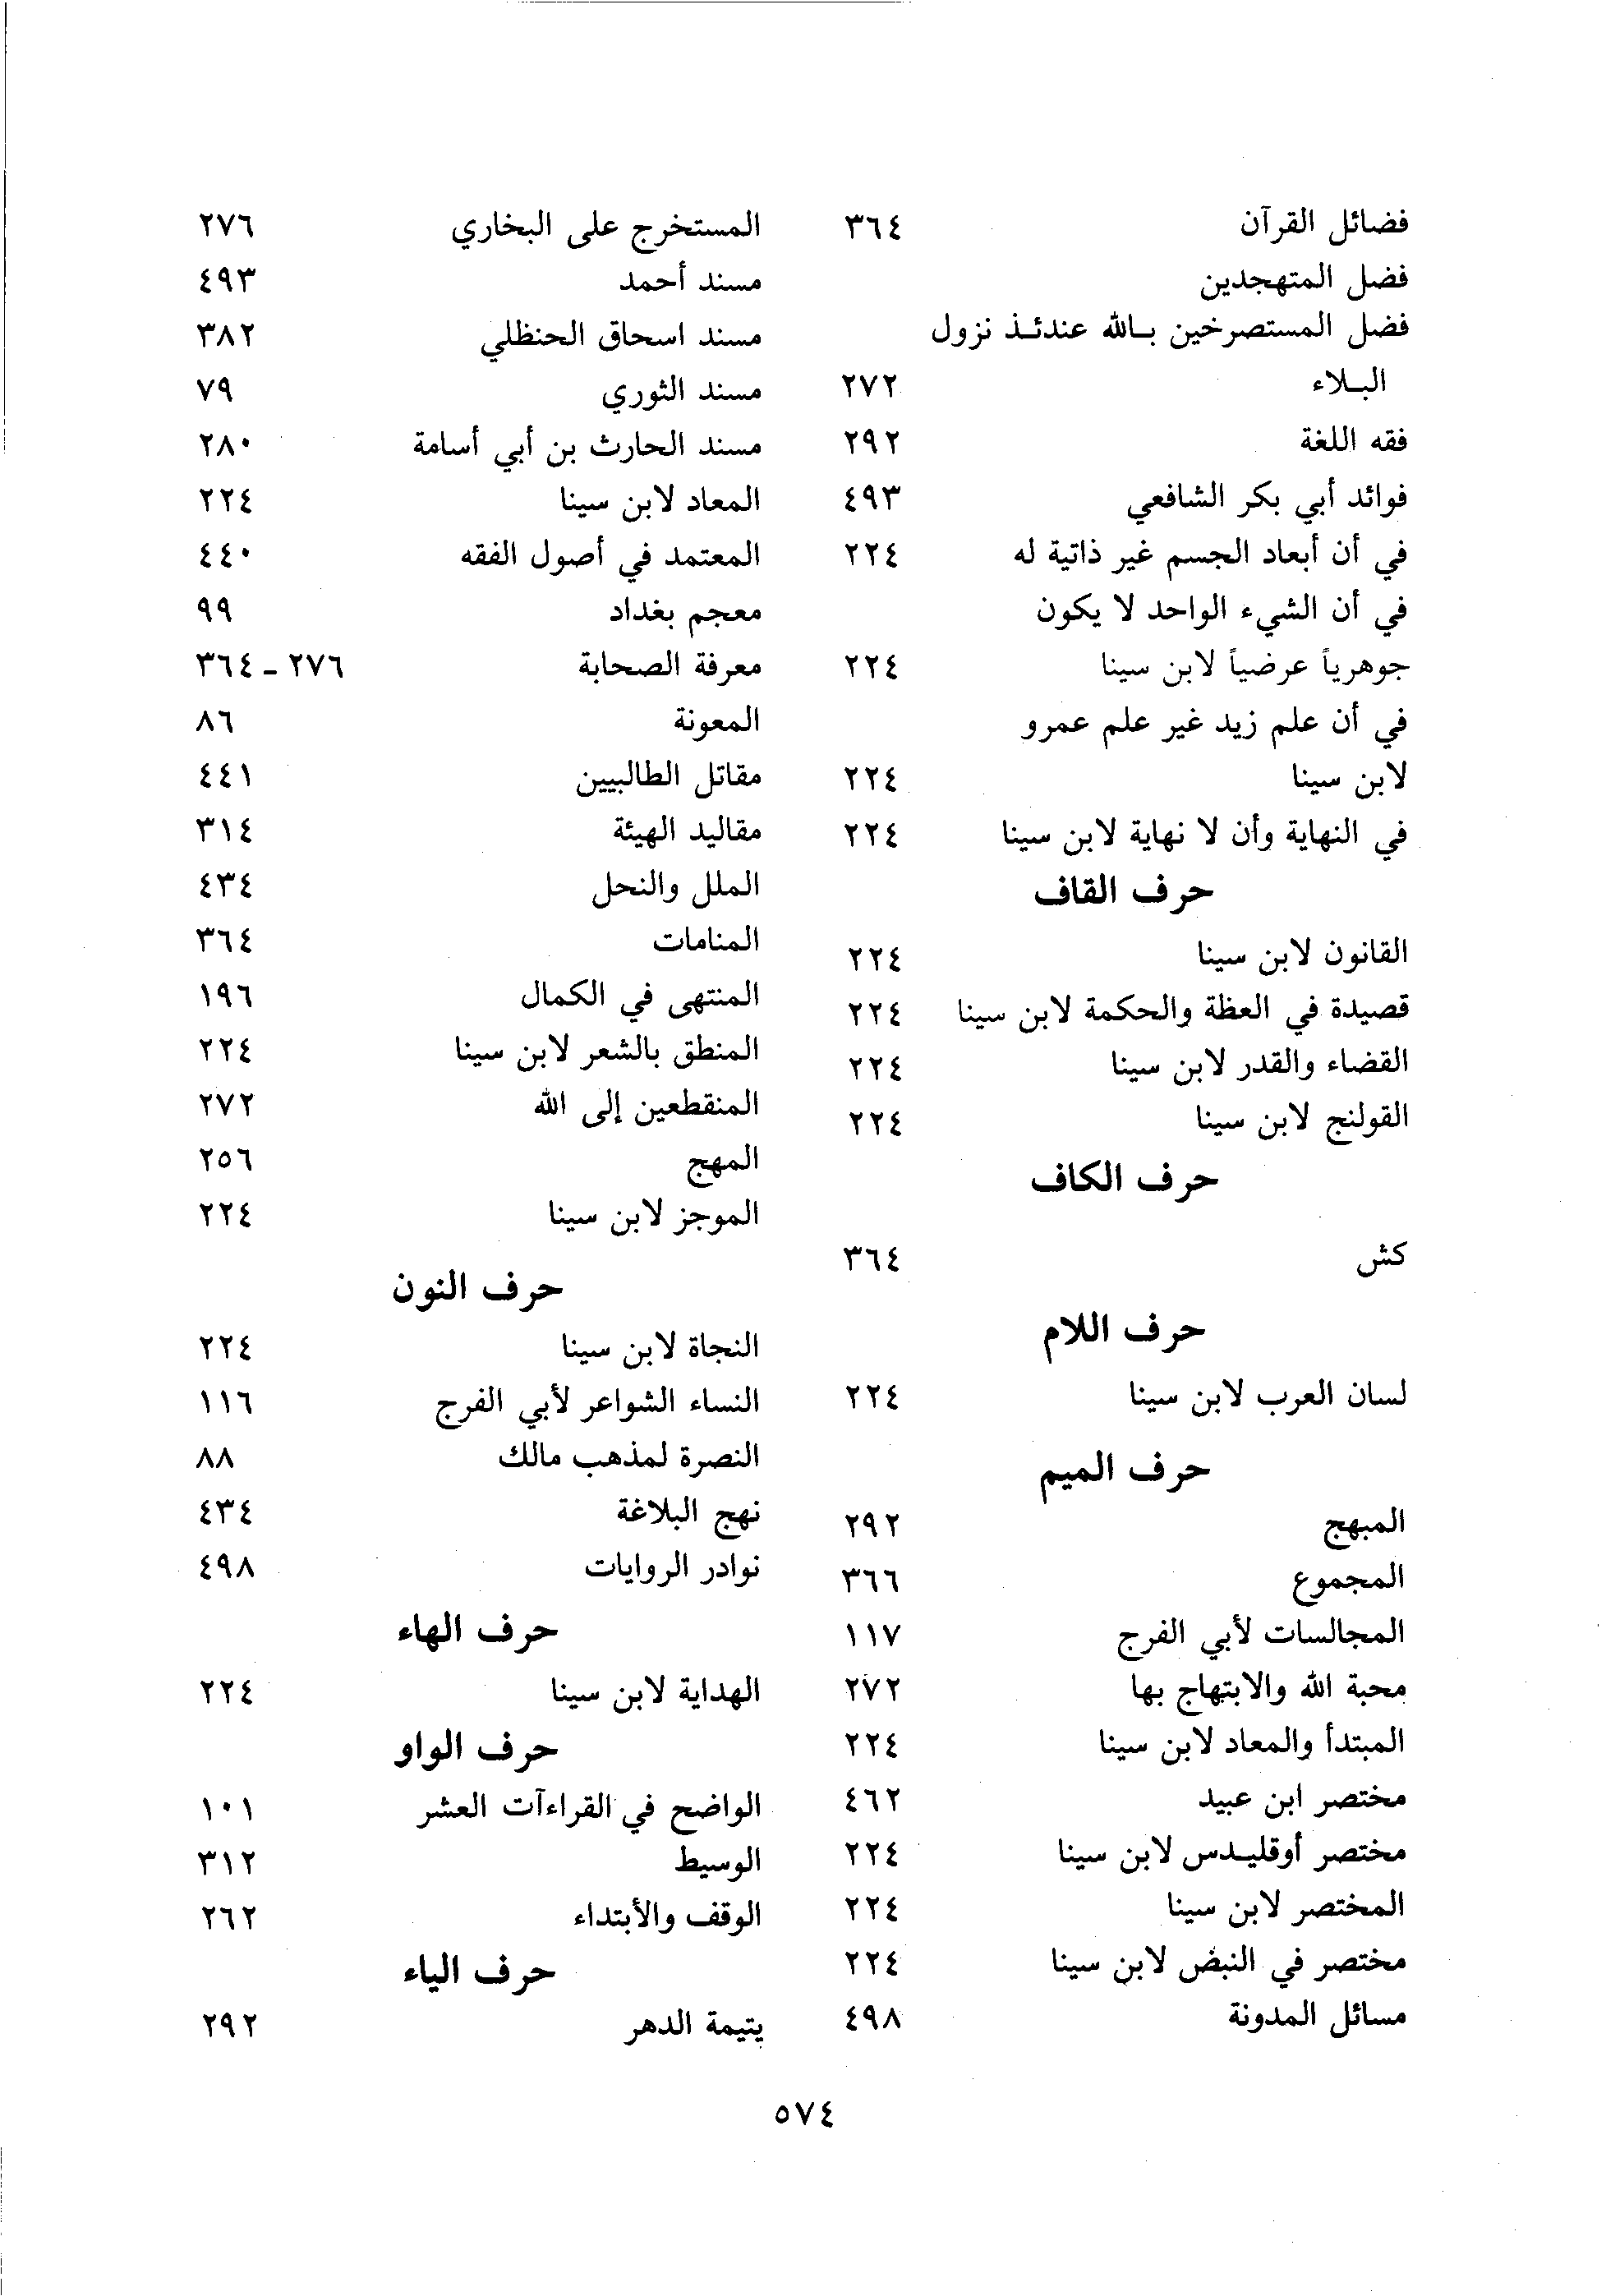 فضائل القرآن ٣٦٤
فضل المتهجدين
فضل المستصرخين بـالله عندئـذ نزول
البـلاء ٢٧٢
فقه اللغة ٢٩٢
فوائد أبي بكر الشافعي ٤٩٣
في أن أبعاد الجسم غير ذاتية له ٢٢٤
في أن الشيء الواحد لا يكون
جوهرياً عرضياً لابن سينا ٢٢٤
في أن علم زيد غير علم عمرو
لابن سينا ٢٢٤
في النهاية وأن لا نهاية لابن سينا ٢٢٤
حرف القاف
القانون لابن سينا ٢٢٤
قصيدة في العظة والحكمة لابن سينا ٢٢٤
القضاء والقدر لابن سينا ٢٢٤
القولنج لابن سينا ٢٢٤
حرف الكاف
كش ٣٦٤
حرف اللام
لسان العرب لابن سينا ٢٢٤
حرف الميم
المبهج ٢٩٢
المجموع ٣٦٦
المجالسات لأبي الفرج ١١٧
محبة الله والابتهاج بها ٢٧٢
المبتدأ والمعاد لابن سينا ٢٢٤
مختصر ابن عبيد ٤٦٢
مختصر أوقليـدس لابن سينا ٢٢٤
المختصر لابن سينا ٢٢٤
مختصر في النبض لابن سينا ٢٢٤
مسائل المدونة ٤٩٨
المستخرج على البخاري ٢٧٦
مسند أحمد ٤٩٣
مسند اسحاق الحنظلي ٣٨٢
مسند الثوري ٧٩
مسند الحارث بن أبي أسامة ٢٨٠
المعاد لابن سينا ٢٢٤
المعتمد في أصول الفقه ٤٤٠
معجم بغداد ٩٩
معرفة الصحابة ٢٧٦ - ٣٦٤
المعونة ٨٦
مقاتل الطالبيين ٤٤١
مقاليد الهيئة ٣١٤
الملل والنحل ٤٣٤
المنامات ٣٦٤
المنتهى في الكمال ١٩٦
المنطق بالشعر لابن سينا ٢٢٤
المنقطعين إلى الله ٢٧٢
المهج ٢٥٦
الموجز لابن سينا ٢٢٤
حرف النون
النجاة لابن سينا ٢٢٤
النساء الشواعر لأبي الفرج ١١٦
النصرة لمذهب مالك ٨٨
نهج البلاغة ٤٣٤
نوادر الروايات ٤٩٨
حرف الهاء
الهداية لابن سينا ٢٢٤
حرف الواو
الواضح في القراءآت العشر ١٠١
الوسيط ٣١٢
الوقف والأبتداء ٢٦٢
حرف الياء
يتيمة الدهر ٢٩٢
٥٧٤